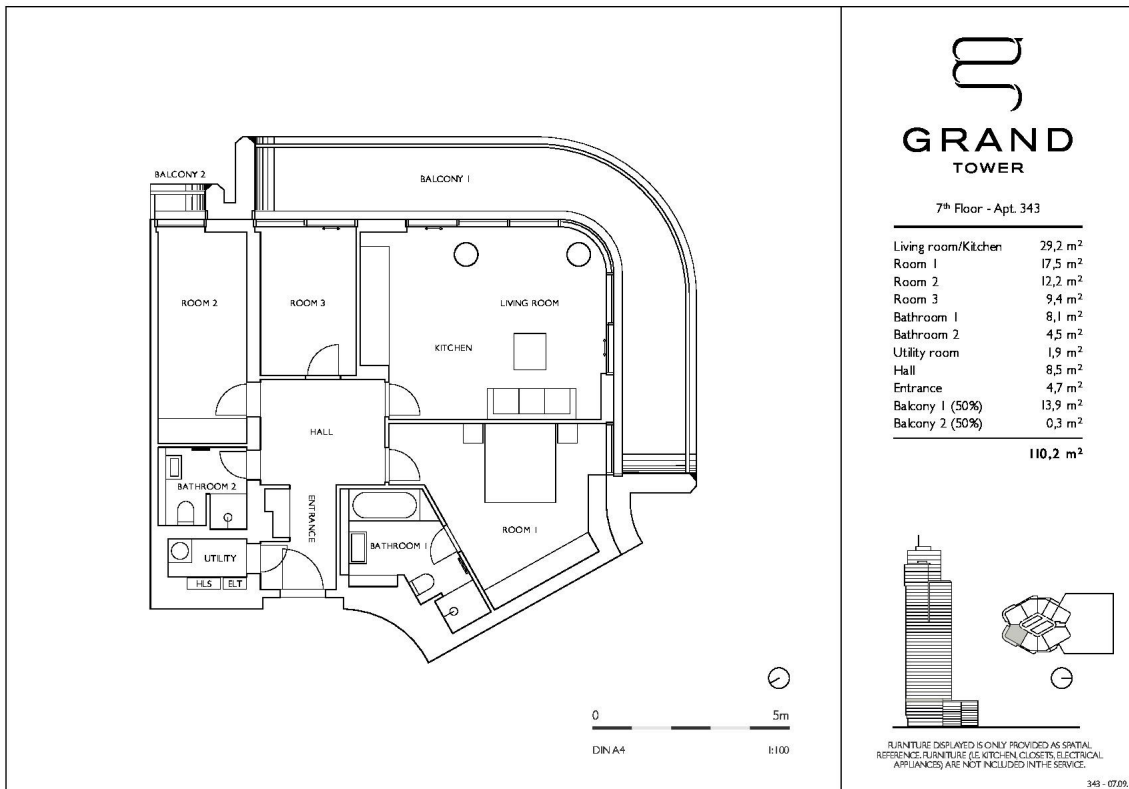 BALCONY 2
BALCONY 1
ROOM 2
ROOM 3
LIVING ROOM
KITCHEN
HALL
BATHROOM 2
ENTRANCE
ROOM 1
BATHROOM 1
UTILITY
HLS
ELT
0 5m
DIN A4 1:100
GRAND
TOWER
7th Floor - Apt. 343
Living room/Kitchen 29,2 m²
Room 1 17,5 m²
Room 2 12,2 m²
Room 3 9,4 m²
Bathroom 1 8,1 m²
Bathroom 2 4,5 m²
Utility room 1,9 m²
Hall 8,5 m²
Entrance 4,7 m²
Balcony 1 (50%) 13,9 m²
Balcony 2 (50%) 0,3 m²
110,2 m²
FURNITURE DISPLAYED IS ONLY PROVIDED AS SPATIAL
REFERENCE. FURNITURE (I.E. KITCHEN, CLOSETS, ELECTRICAL
APPLIANCES) ARE NOT INCLUDED IN THE SERVICE.
343 - 07.09.